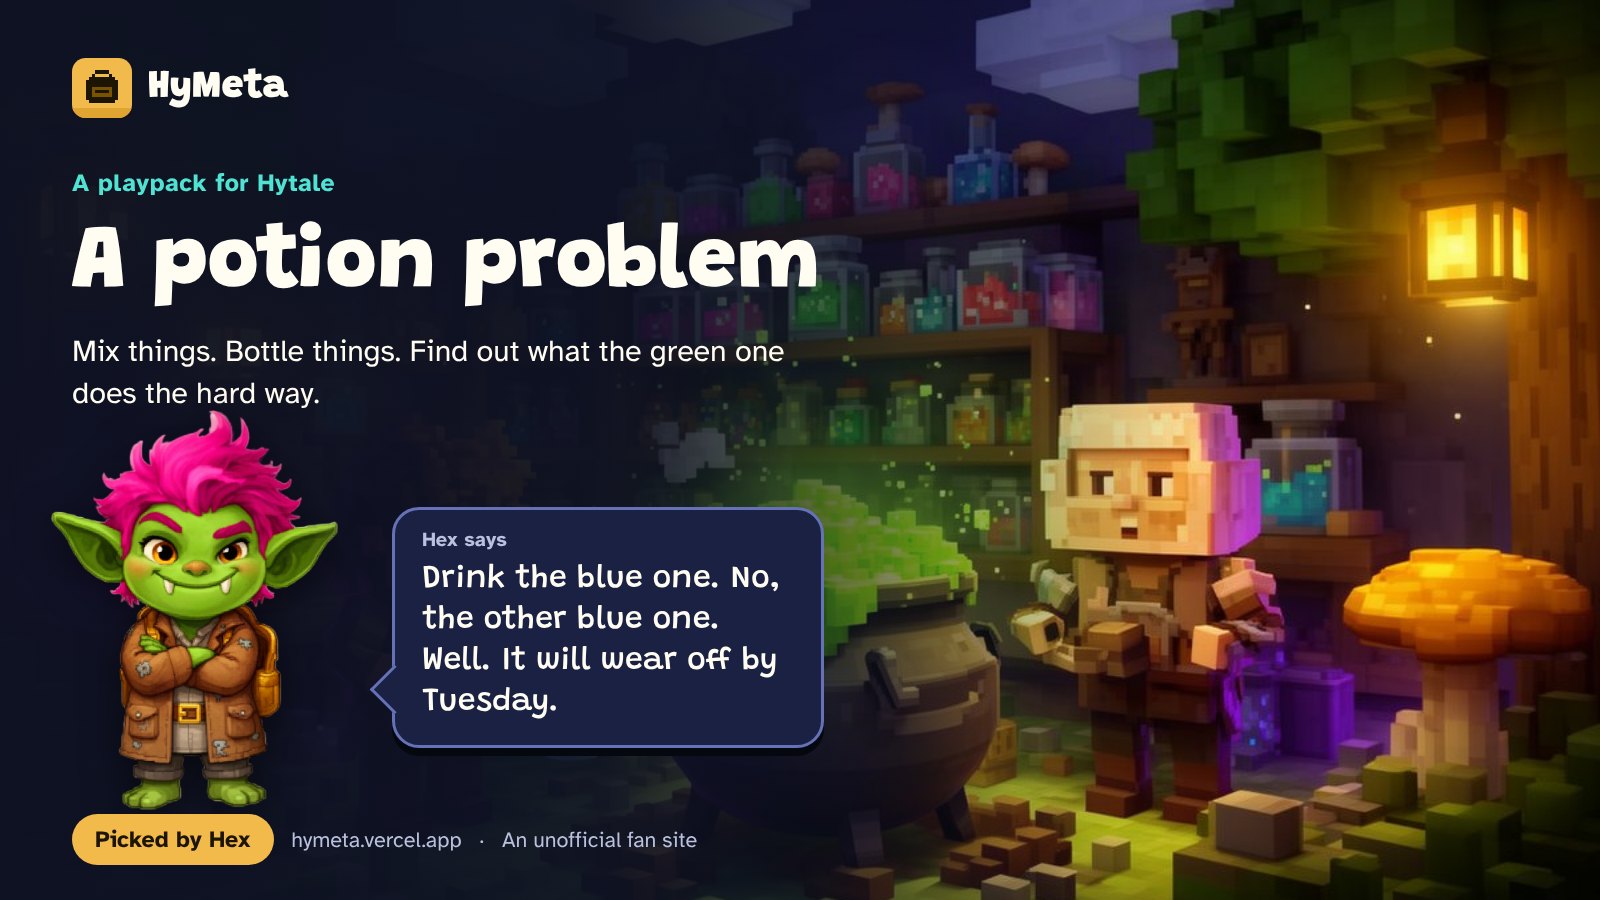 HyMeta
A playpack for Hytale
A potion problem
Mix things. Bottle things. Find out what the green one
does the hard way.
Hex says
Drink the blue one. No,
the other blue one.
Well. It will wear off by
Tuesday.
Picked by Hex
hymeta.vercel.app · An unofficial fan site